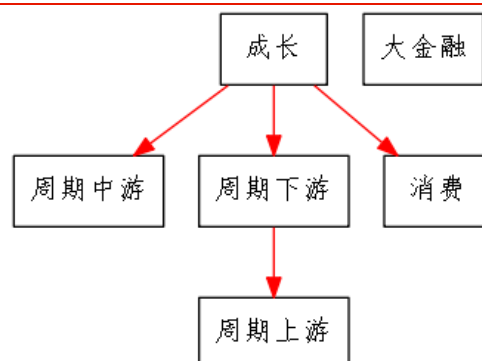 成长
大金融
周期中游
周期下游
消费
周期上游